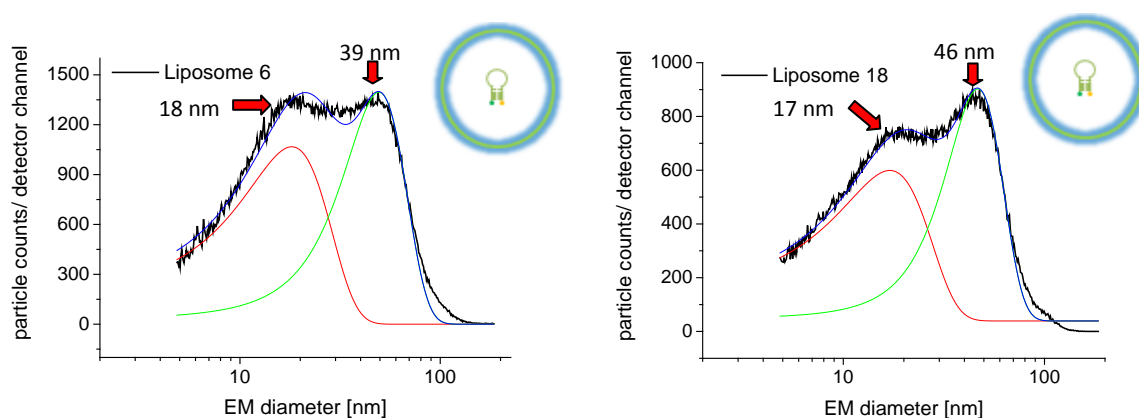 39 nm
Liposome 6
18 nm
1500
1200
900
600
300
0
particle counts/ detector channel
10
100
EM diameter [nm]
46 nm
Liposome 18
17 nm
1000
800
600
400
200
0
particle counts/ detector channel
10
100
EM diameter [nm]